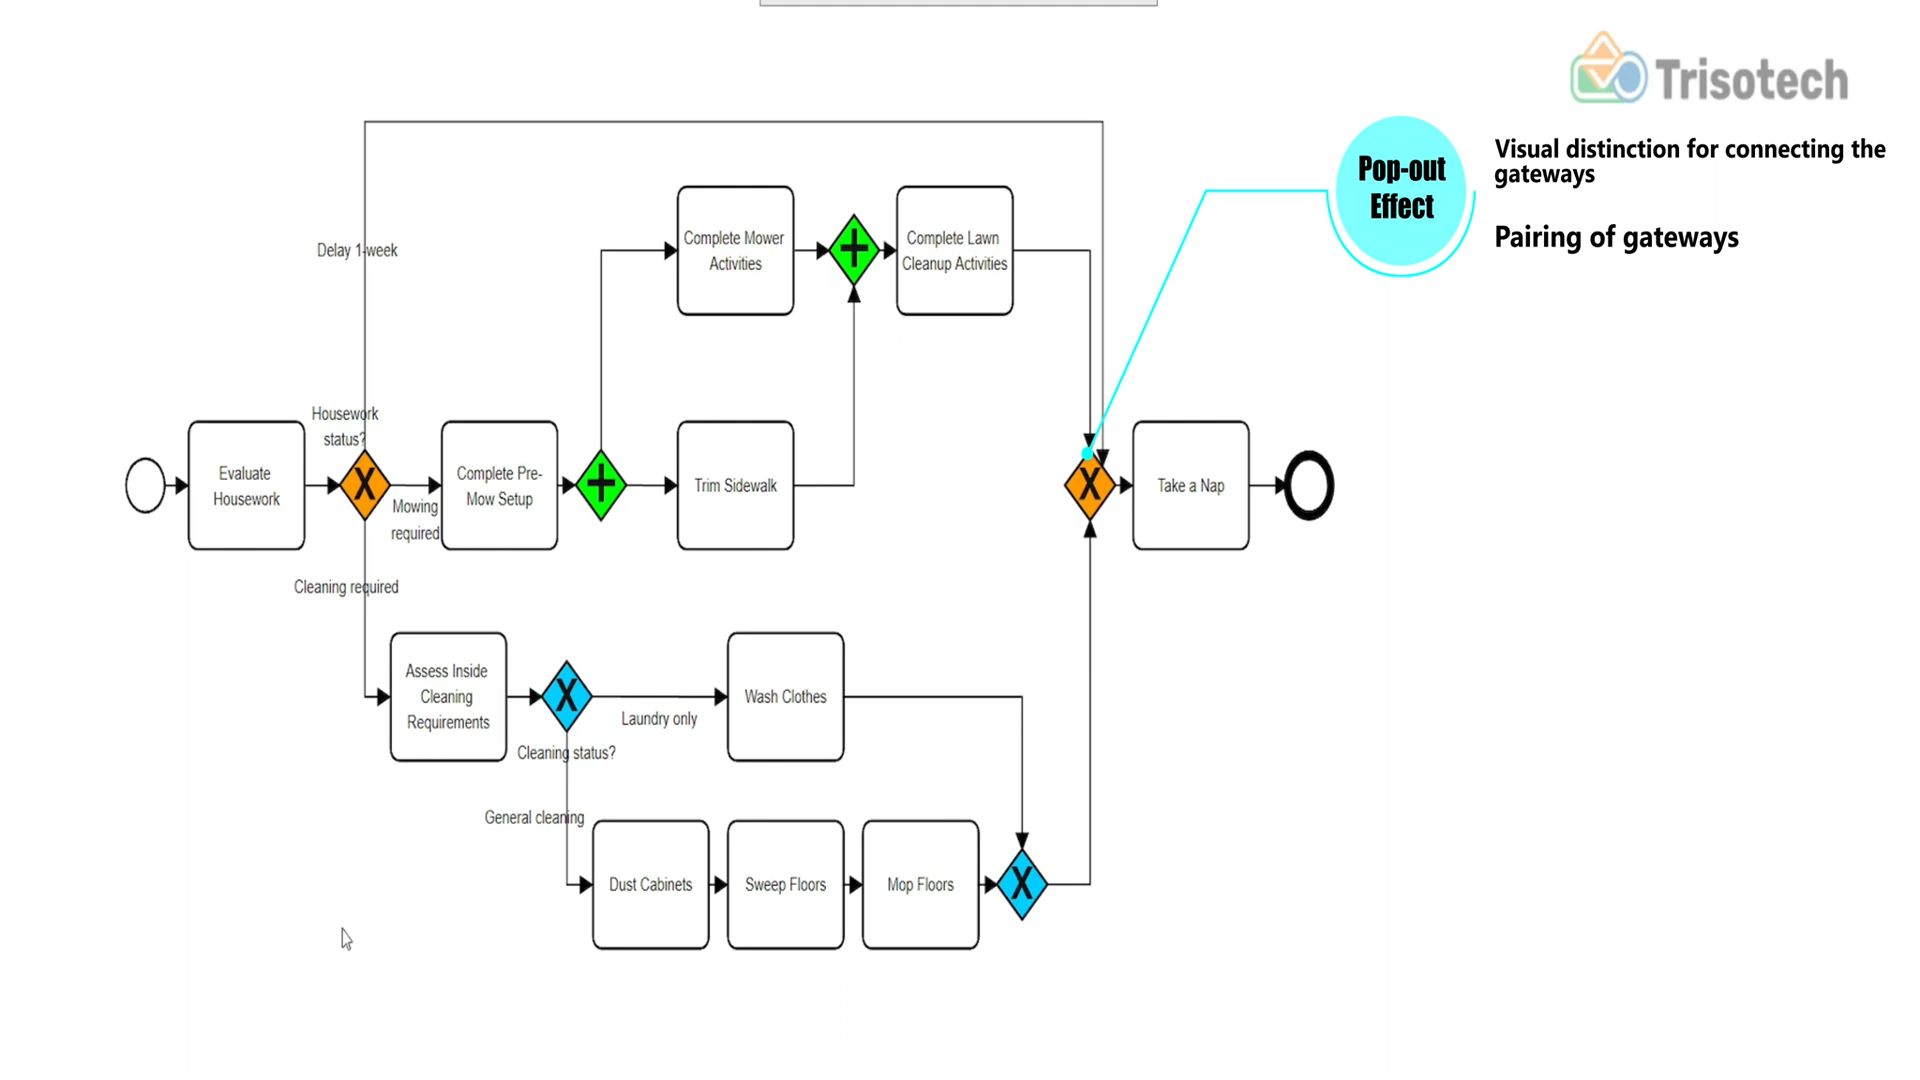 Trisotech
Pop-out
Effect
Visual distinction for connecting the
gateways
Pairing of gateways
Delay 1-week
Complete Mower
Activities
Complete Lawn
Cleanup Activities
Housework
status?
Evaluate
Housework
X
Mowing
required
Complete Pre-
Mow Setup
Trim Sidewalk
X
Take a Nap
Cleaning required
Assess Inside
Cleaning
Requirements
X
Laundry only
Cleaning status?
Wash Clothes
General cleaning
Dust Cabinets
Sweep Floors
Mop Floors
X